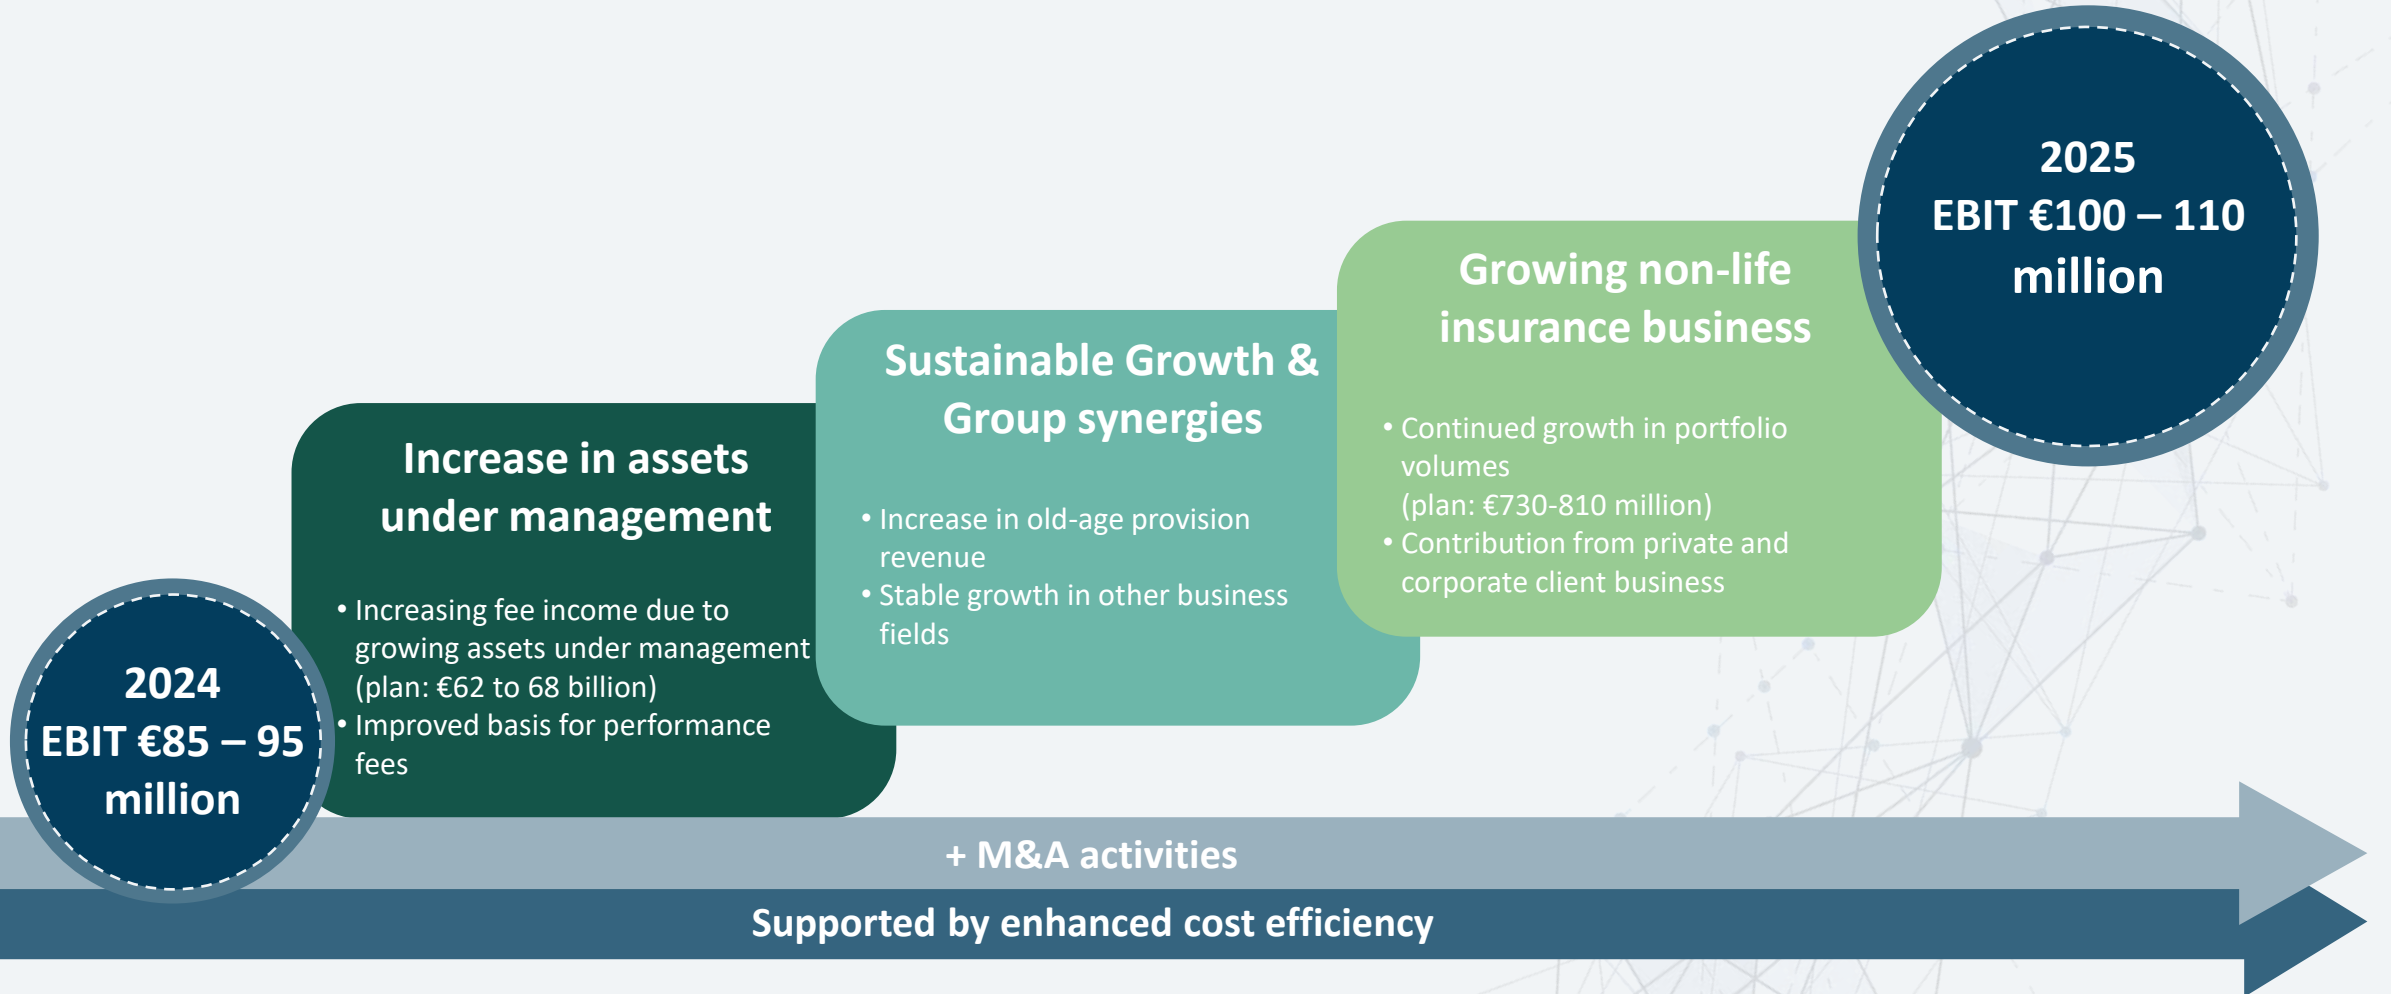 2024
EBIT €85 – 95
million
Increase in assets
under management
• Increasing fee income due to
growing assets under management
(plan: €62 to 68 billion)
• Improved basis for performance
fees
Sustainable Growth &
Group synergies
• Increase in old-age provision
revenue
• Stable growth in other business
fields
Growing non-life
insurance business
• Continued growth in portfolio
volumes
(plan: €730-810 million)
• Contribution from private and
corporate client business
2025
EBIT €100 – 110
million
+ M&A activities
Supported by enhanced cost efficiency